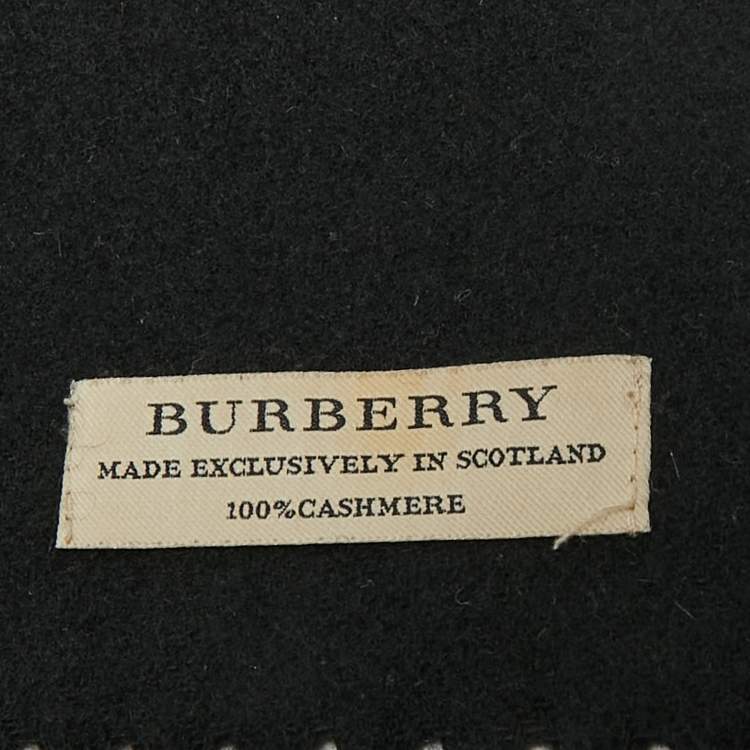 BURBERRY
MADE EXCLUSIVELY IN SCOTLAND
100%CASHMERE